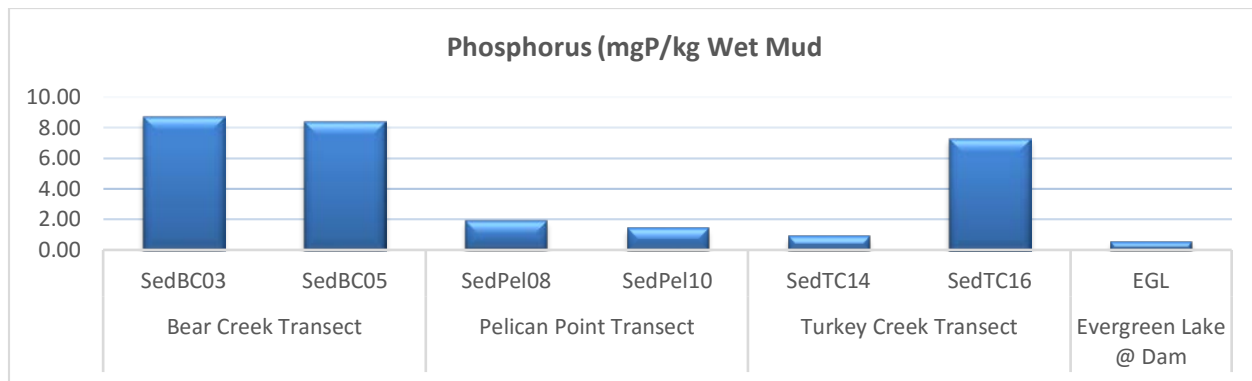 Phosphorus (mgP/kg Wet Mud
10.00
8.00
6.00
4.00
2.00
0.00
SedBC03 SedBC05 SedPel08 SedPel10 SedTC14 SedTC16 EGL
Bear Creek Transect Pelican Point Transect Turkey Creek Transect Evergreen Lake
@ Dam